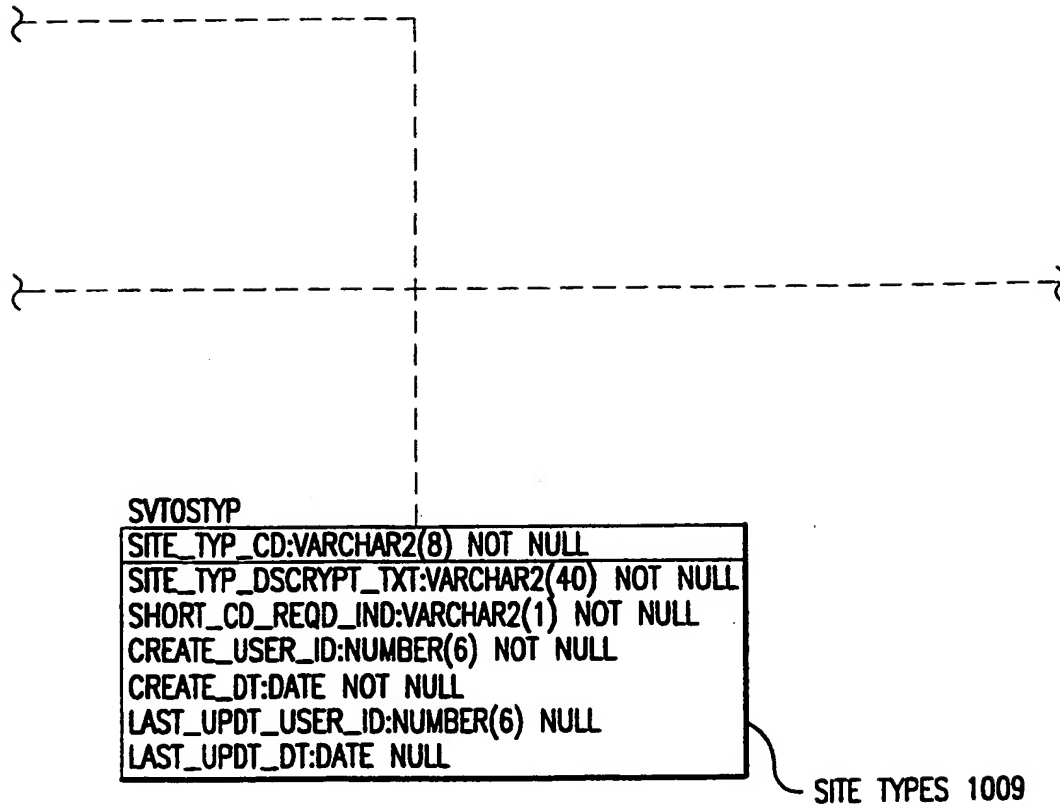 SVTOSTYP
SITE_TYP_CD:VARCHAR2(8) NOT NULL
SITE_TYP_DSCRYPT_TXT:VARCHAR2(40) NOT NULL
SHORT_CD_REQD_IND:VARCHAR2(1) NOT NULL
CREATE_USER_ID:NUMBER(6) NOT NULL
CREATE_DT:DATE NOT NULL
LAST_UPDT_USER_ID:NUMBER(6) NULL
LAST_UPDT_DT:DATE NULL
SITE TYPES 1009